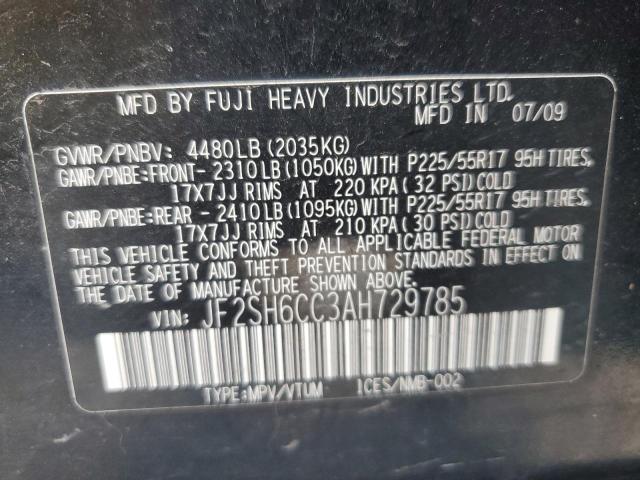 MFD BY FUJI HEAVY INDUSTRIES LTD.
MFD IN 07/09
GVWR/PNBV: 4480LB(2035KG)
GAWR/PNBE:FRONT- 2310LB(1050KG)WITH P225/55R17 95H TIRES,
17X7JJ RIMS AT 220 KPA( 32 PSI)COLD
GAWR/PNBE:REAR - 2410LB(1095KG)WITH P225/55R17 95H TIRES,
17X7JJ RIMS AT 210 KPA( 30 PSI)COLD
THIS VEHICLE CONFORMS TO ALL APPLICABLE FEDERAL MOTOR
VEHICLE SAFETY AND THEFT PREVENTION STANDARDS IN EFFECT ON
THE DATE OF MANUFACTURE SHOWN ABOVE.
VIN: JF2SH6CC3AH729785
TYPE:MPV/VTUM ICES/NMB-002